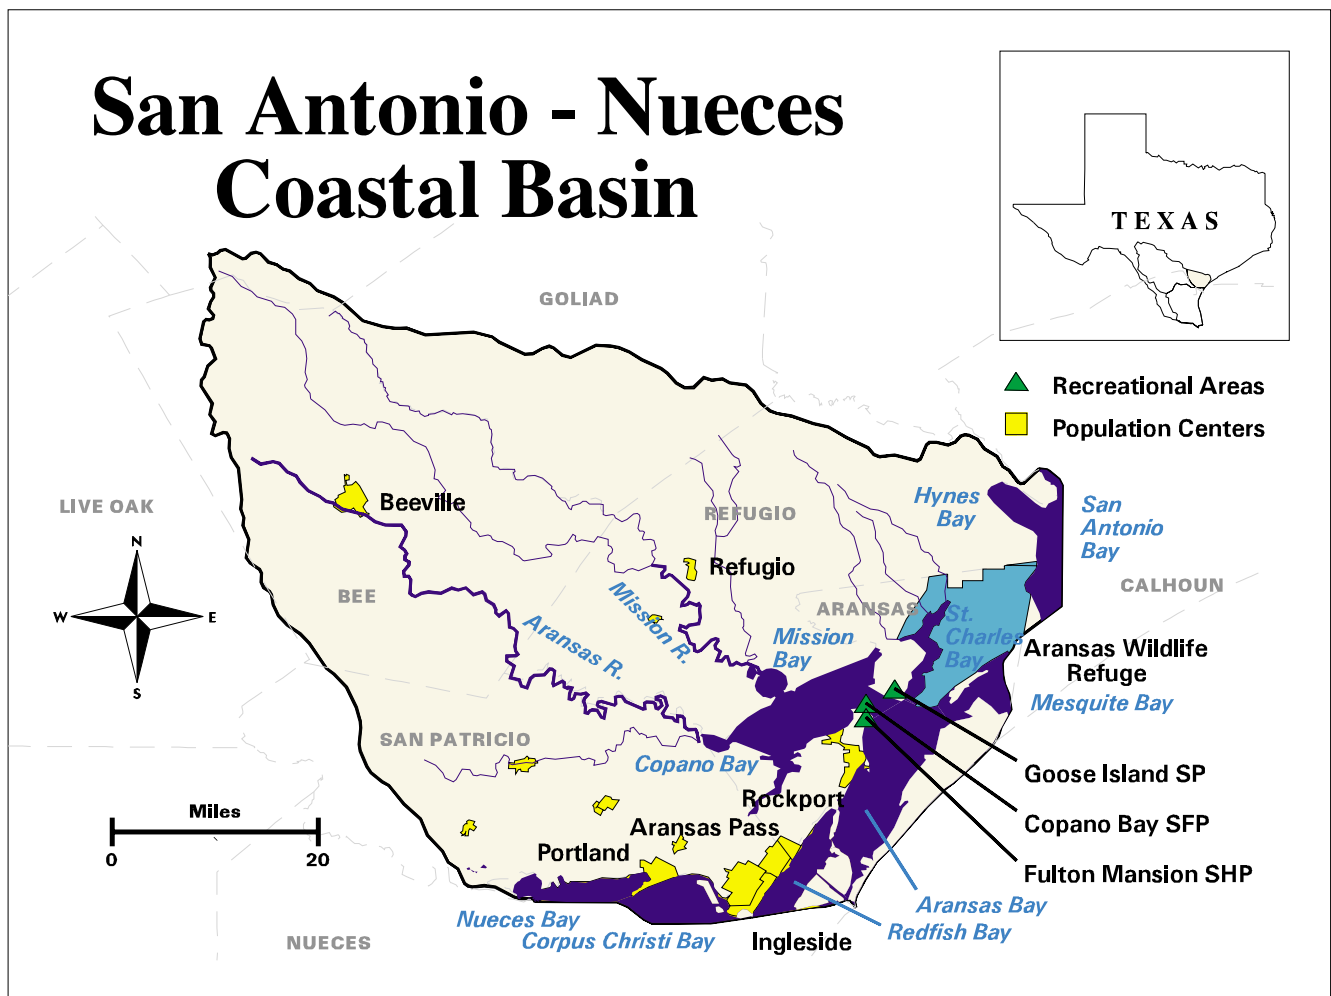 San Antonio - Nueces
Coastal Basin
TEXAS
GOLIAD
Recreational Areas
Population Centers
LIVE OAK
Beeville
REFUGIO
Hynes
Bay
San
Antonio
Bay
N
W
E
S
BEE
Refugio
CALHOUN
Mission R.
Aransas R.
ARANSAS
Mission
Bay
St.
Charles
Bay
Aransas Wildlife
Refuge
Mesquite Bay
SAN PATRICIO
Copano Bay
Goose Island SP
Rockport
Copano Bay SFP
Miles
0
20
Aransas Pass
Portland
Fulton Mansion SHP
Nueces Bay
Aransas Bay
Redfish Bay
Corpus Christi Bay
Ingleside
NUECES